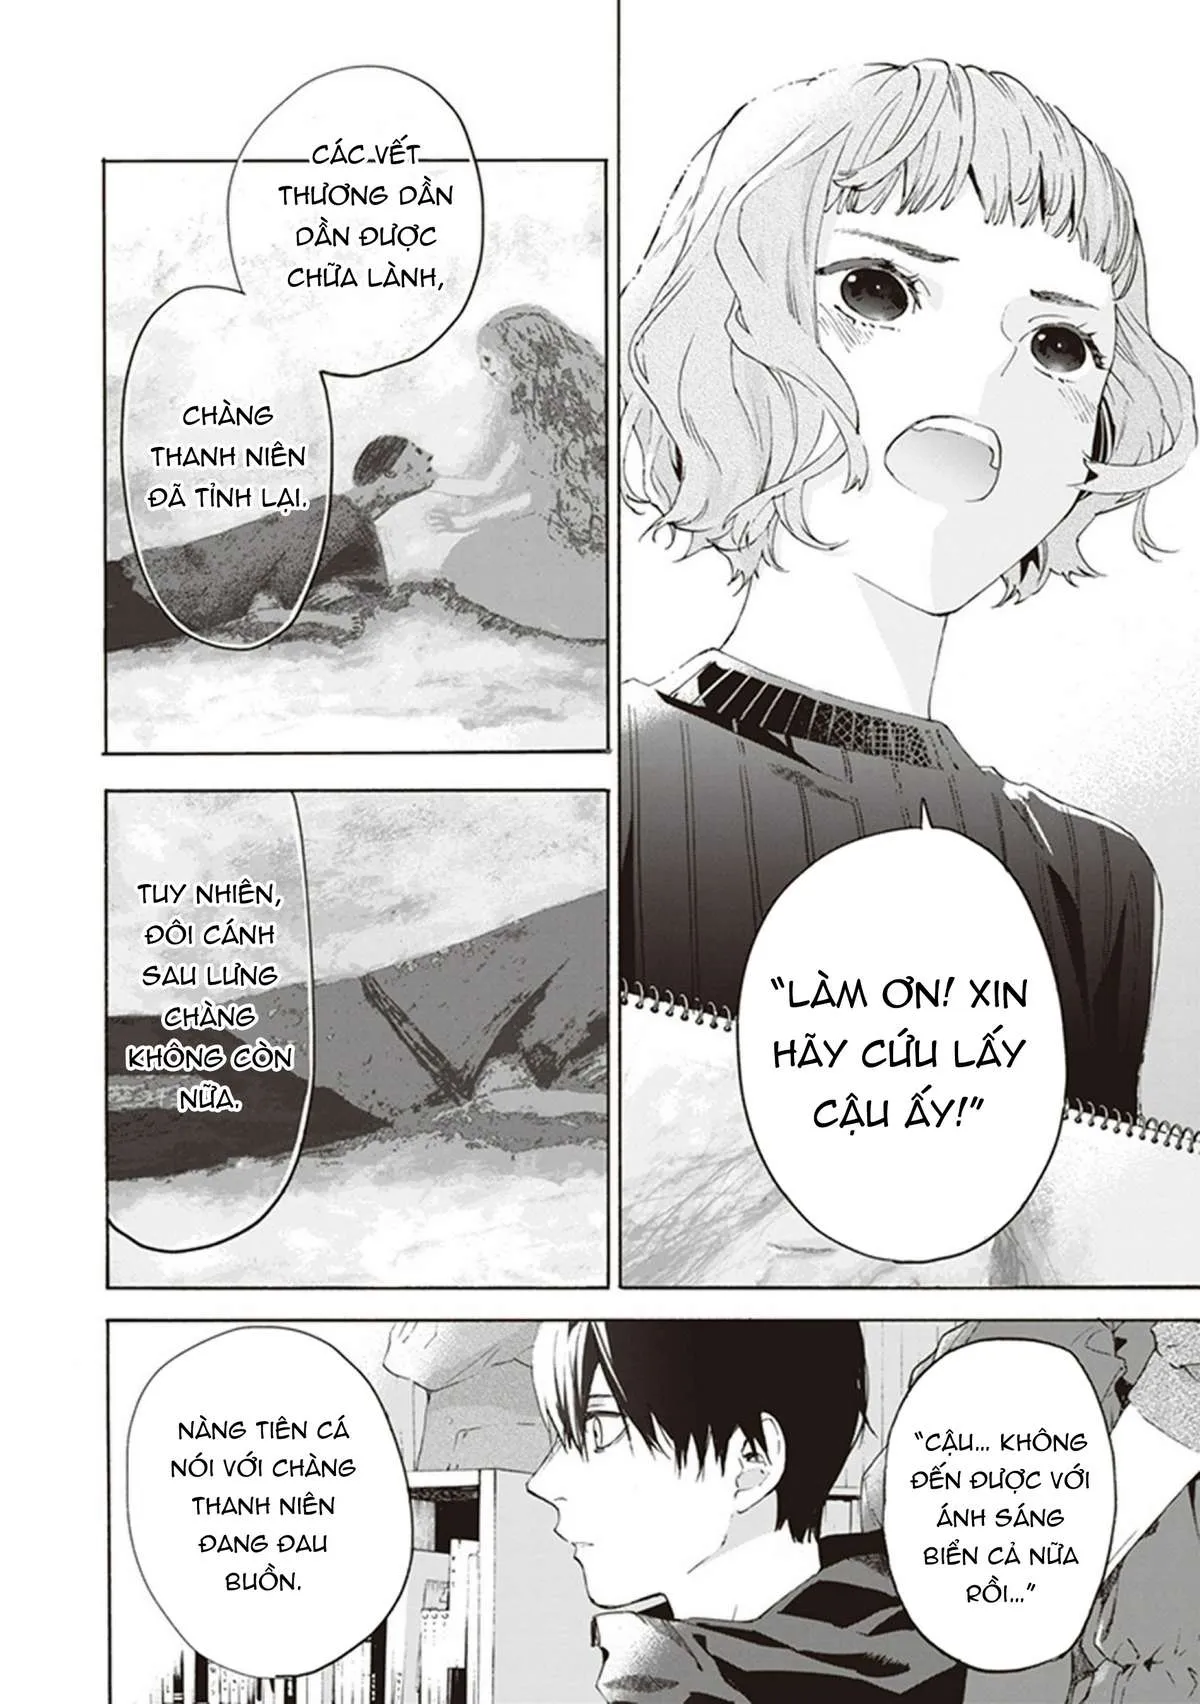 "LÀM ƠN! XIN
HÃY CỨU LẤY
CẬU ẤY!"
CÁC VẾT
THƯƠNG DẦN
DẦN ĐƯỢC
CHỮA LÀNH,
CHÀNG
THANH NIÊN
ĐÃ TỈNH LẠI.
TUY NHIÊN,
ĐÔI CÁNH
SAU LƯNG
CHÀNG
KHÔNG CÒN
NỮA.
"CẬU... KHÔNG
ĐẾN ĐƯỢC VỚI
ÁNH SÁNG
BIỂN CẢ NỮA
RỒI..."
NÀNG TIÊN CÁ
NÓI VỚI CHÀNG
THANH NIÊN
ĐANG ĐAU
BUỒN.